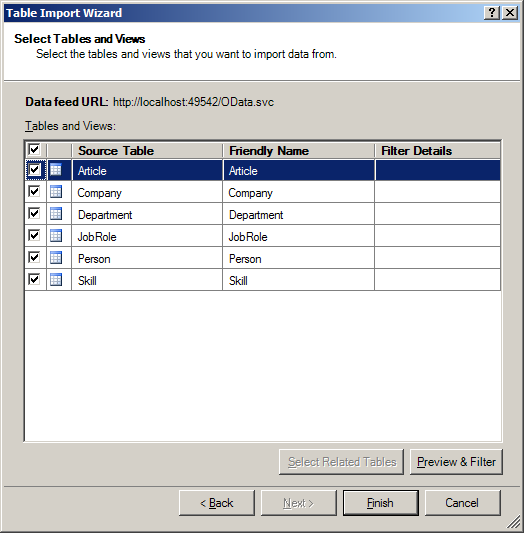 Table Import Wizard
Select Tables and Views
Select the tables and views that you want to import data from.
Data feed URL: http://localhost:49542/OData.svc
Tables and Views:
Source Table Friendly Name Filter Details
Article Article
Company Company
Department Department
JobRole JobRole
Person Person
Skill Skill
Select Related Tables Preview & Filter
< Back Next > Finish Cancel